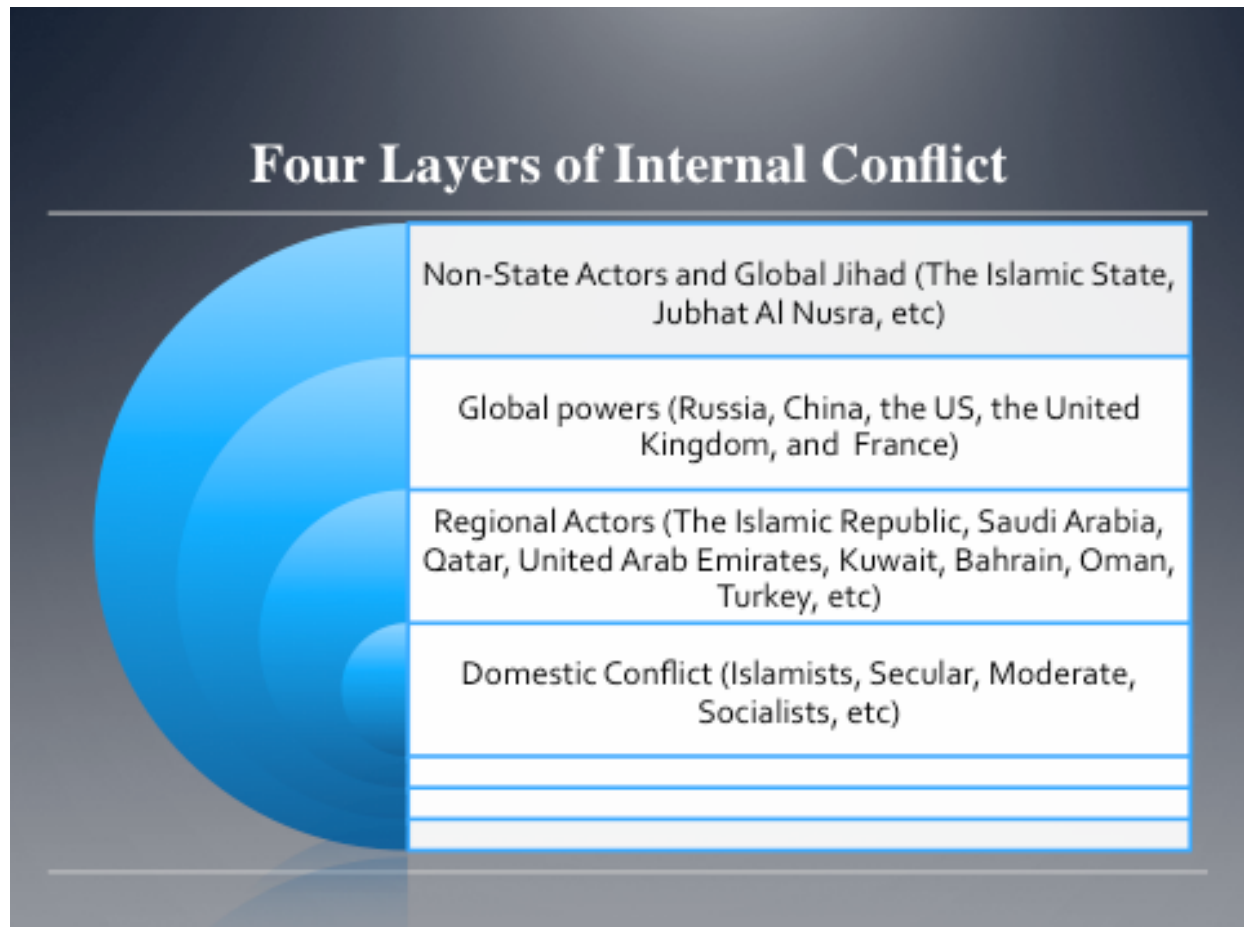 Four Layers of Internal Conflict
Non-State Actors and Global Jihad (The Islamic State,
Jubhat Al Nusra, etc)
Global powers (Russia, China, the US, the United
Kingdom, and France)
Regional Actors (The Islamic Republic, Saudi Arabia,
Qatar, United Arab Emirates, Kuwait, Bahrain, Oman,
Turkey, etc)
Domestic Conflict (Islamists, Secular, Moderate,
Socialists, etc)